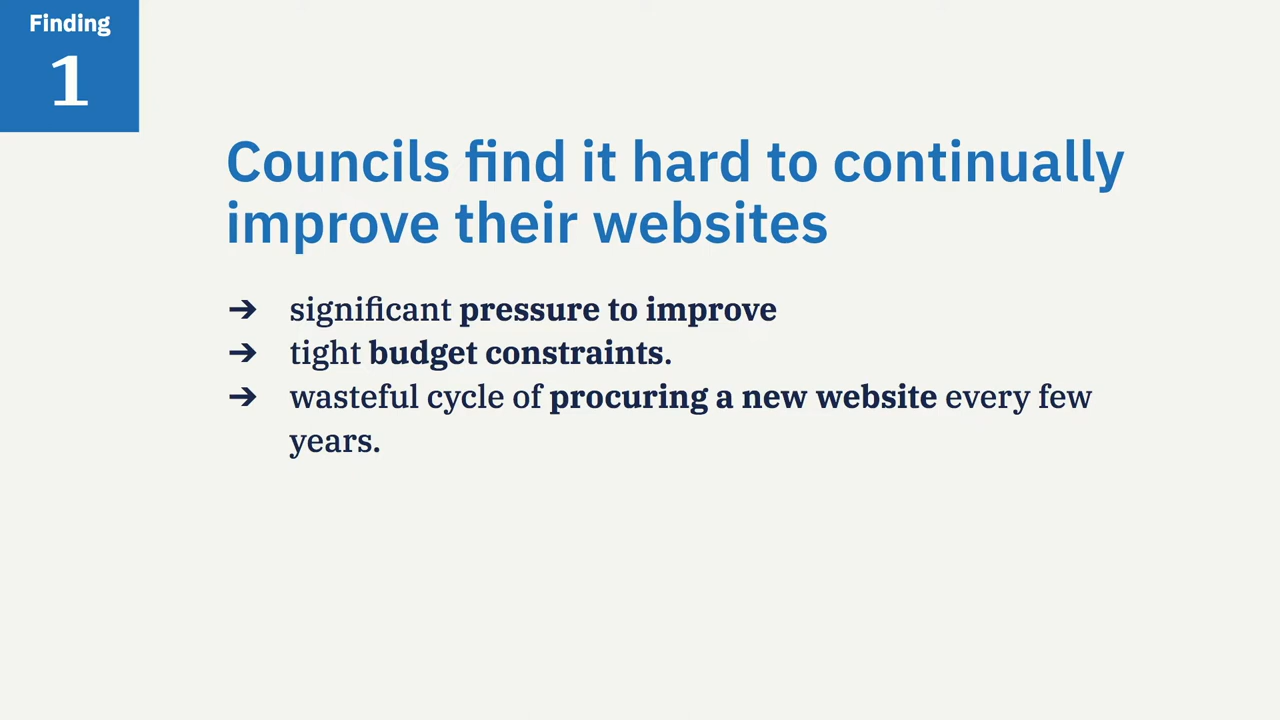 Finding
1
Councils find it hard to continually
improve their websites
➔ significant pressure to improve
➔ tight budget constraints.
➔ wasteful cycle of procuring a new website every few
years.